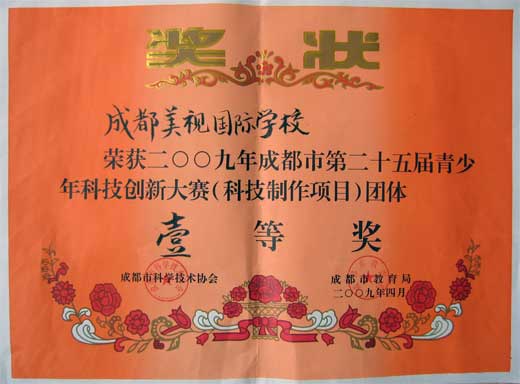 奖状
成都美视国际学校
荣获二〇〇九年成都市第二十五届青少
年科技创新大赛(科技制作项目)团体
壹等奖
成都市科学技术协会 成都市教育局
二〇〇九年四月